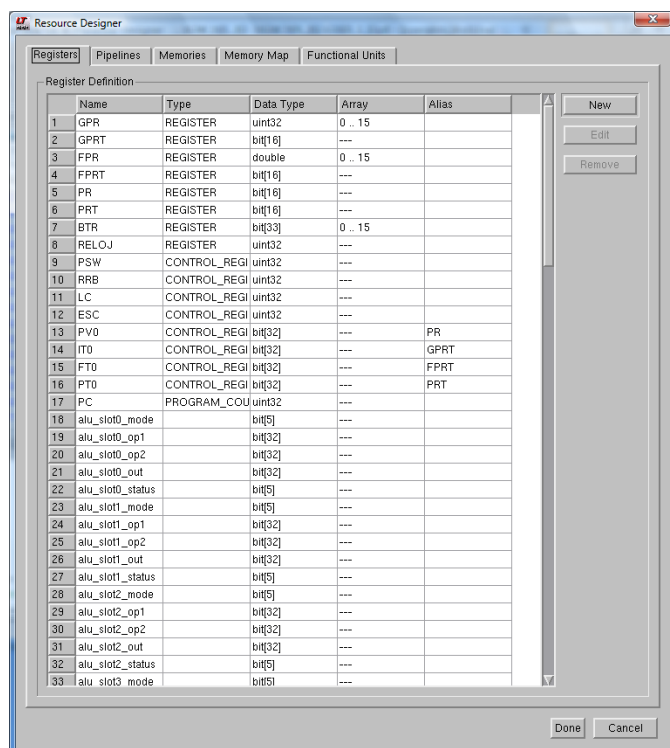 Resource Designer
Registers Pipelines Memories Memory Map Functional Units
Register Definition
Name Type Data Type Array Alias
1 GPR REGISTER uint32 0 .. 15
2 GPRT REGISTER bit[16] ---
3 FPR REGISTER double 0 .. 15
4 FPRT REGISTER bit[16] ---
5 PR REGISTER bit[16] ---
6 PRT REGISTER bit[16] ---
7 BTR REGISTER bit[33] 0 .. 15
8 RELOJ REGISTER uint32 ---
9 PSW CONTROL_REGI uint32 ---
10 RRB CONTROL_REGI uint32 ---
11 LC CONTROL_REGI uint32 ---
12 ESC CONTROL_REGI uint32 ---
13 PV0 CONTROL_REGI bit[32] --- PR
14 IT0 CONTROL_REGI bit[32] --- GPRT
15 FT0 CONTROL_REGI bit[32] --- FPRT
16 PT0 CONTROL_REGI bit[32] --- PRT
17 PC PROGRAM_COU uint32 ---
18 alu_slot0_mode bit[5] ---
19 alu_slot0_op1 bit[32] ---
20 alu_slot0_op2 bit[32] ---
21 alu_slot0_out bit[32] ---
22 alu_slot0_status bit[5] ---
23 alu_slot1_mode bit[5] ---
24 alu_slot1_op1 bit[32] ---
25 alu_slot1_op2 bit[32] ---
26 alu_slot1_out bit[32] ---
27 alu_slot1_status bit[5] ---
28 alu_slot2_mode bit[5] ---
29 alu_slot2_op1 bit[32] ---
30 alu_slot2_op2 bit[32] ---
31 alu_slot2_out bit[32] ---
32 alu_slot2_status bit[5] ---
33 alu_slot3_mode bit[5] ---
New
Edit
Remove
Done Cancel